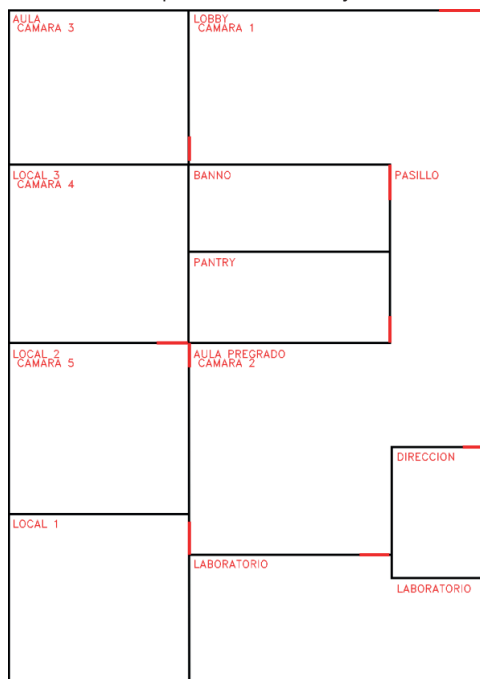 AULA
CAMARA 3
LOBBY
CAMARA 1
LOCAL 3
CAMARA 4
BANNO
PASILLO
PANTRY
LOCAL 2
CAMARA 5
AULA PREGRADO
CAMARA 2
DIRECCION
LOCAL 1
LABORATORIO
LABORATORIO